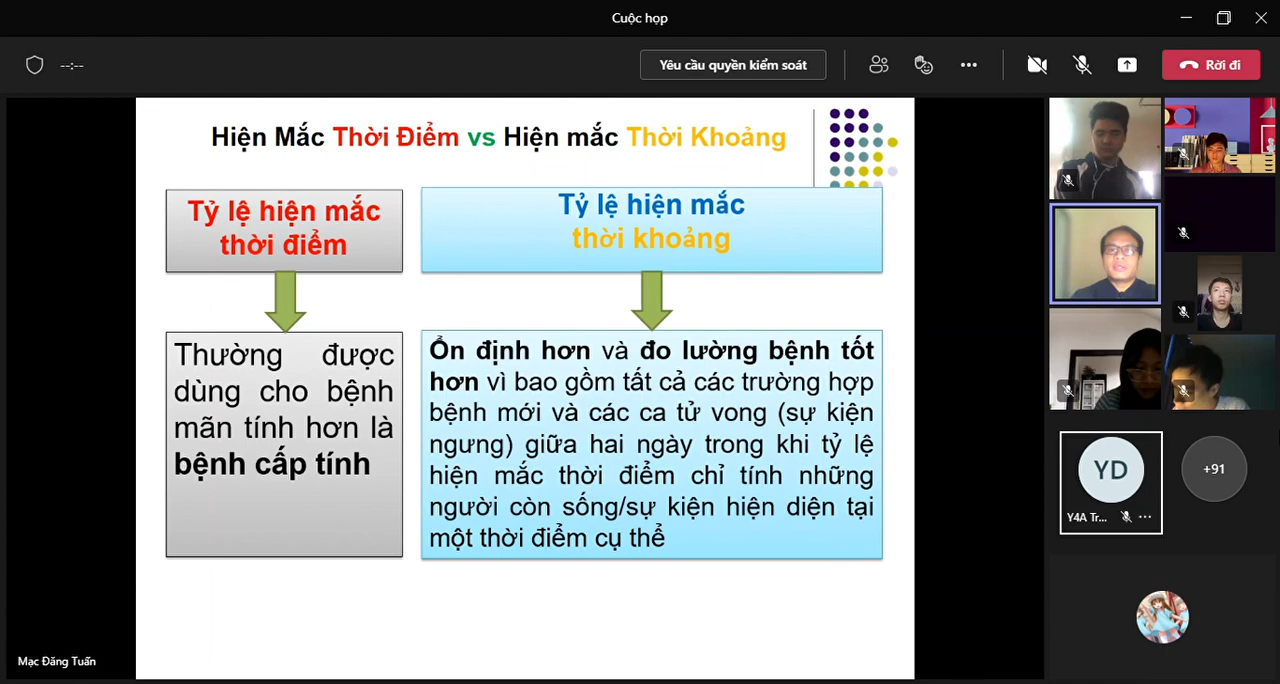 Cuộc họp
--:--
Yêu cầu quyền kiểm soát
Rời đi
Hiện Mắc Thời Điểm vs Hiện mắc Thời Khoảng
Tỷ lệ hiện mắc
thời điểm
Tỷ lệ hiện mắc
thời khoảng
Thường được
dùng cho bệnh
mãn tính hơn là
bệnh cấp tính
Ổn định hơn và đo lường bệnh tốt
hơn vì bao gồm tất cả các trường hợp
bệnh mới và các ca tử vong (sự kiện
ngưng) giữa hai ngày trong khi tỷ lệ
hiện mắc thời điểm chỉ tính những
người còn sống/sự kiện hiện diện tại
một thời điểm cụ thể
YD
Y4A Tr...
+91
Mạc Đăng Tuấn